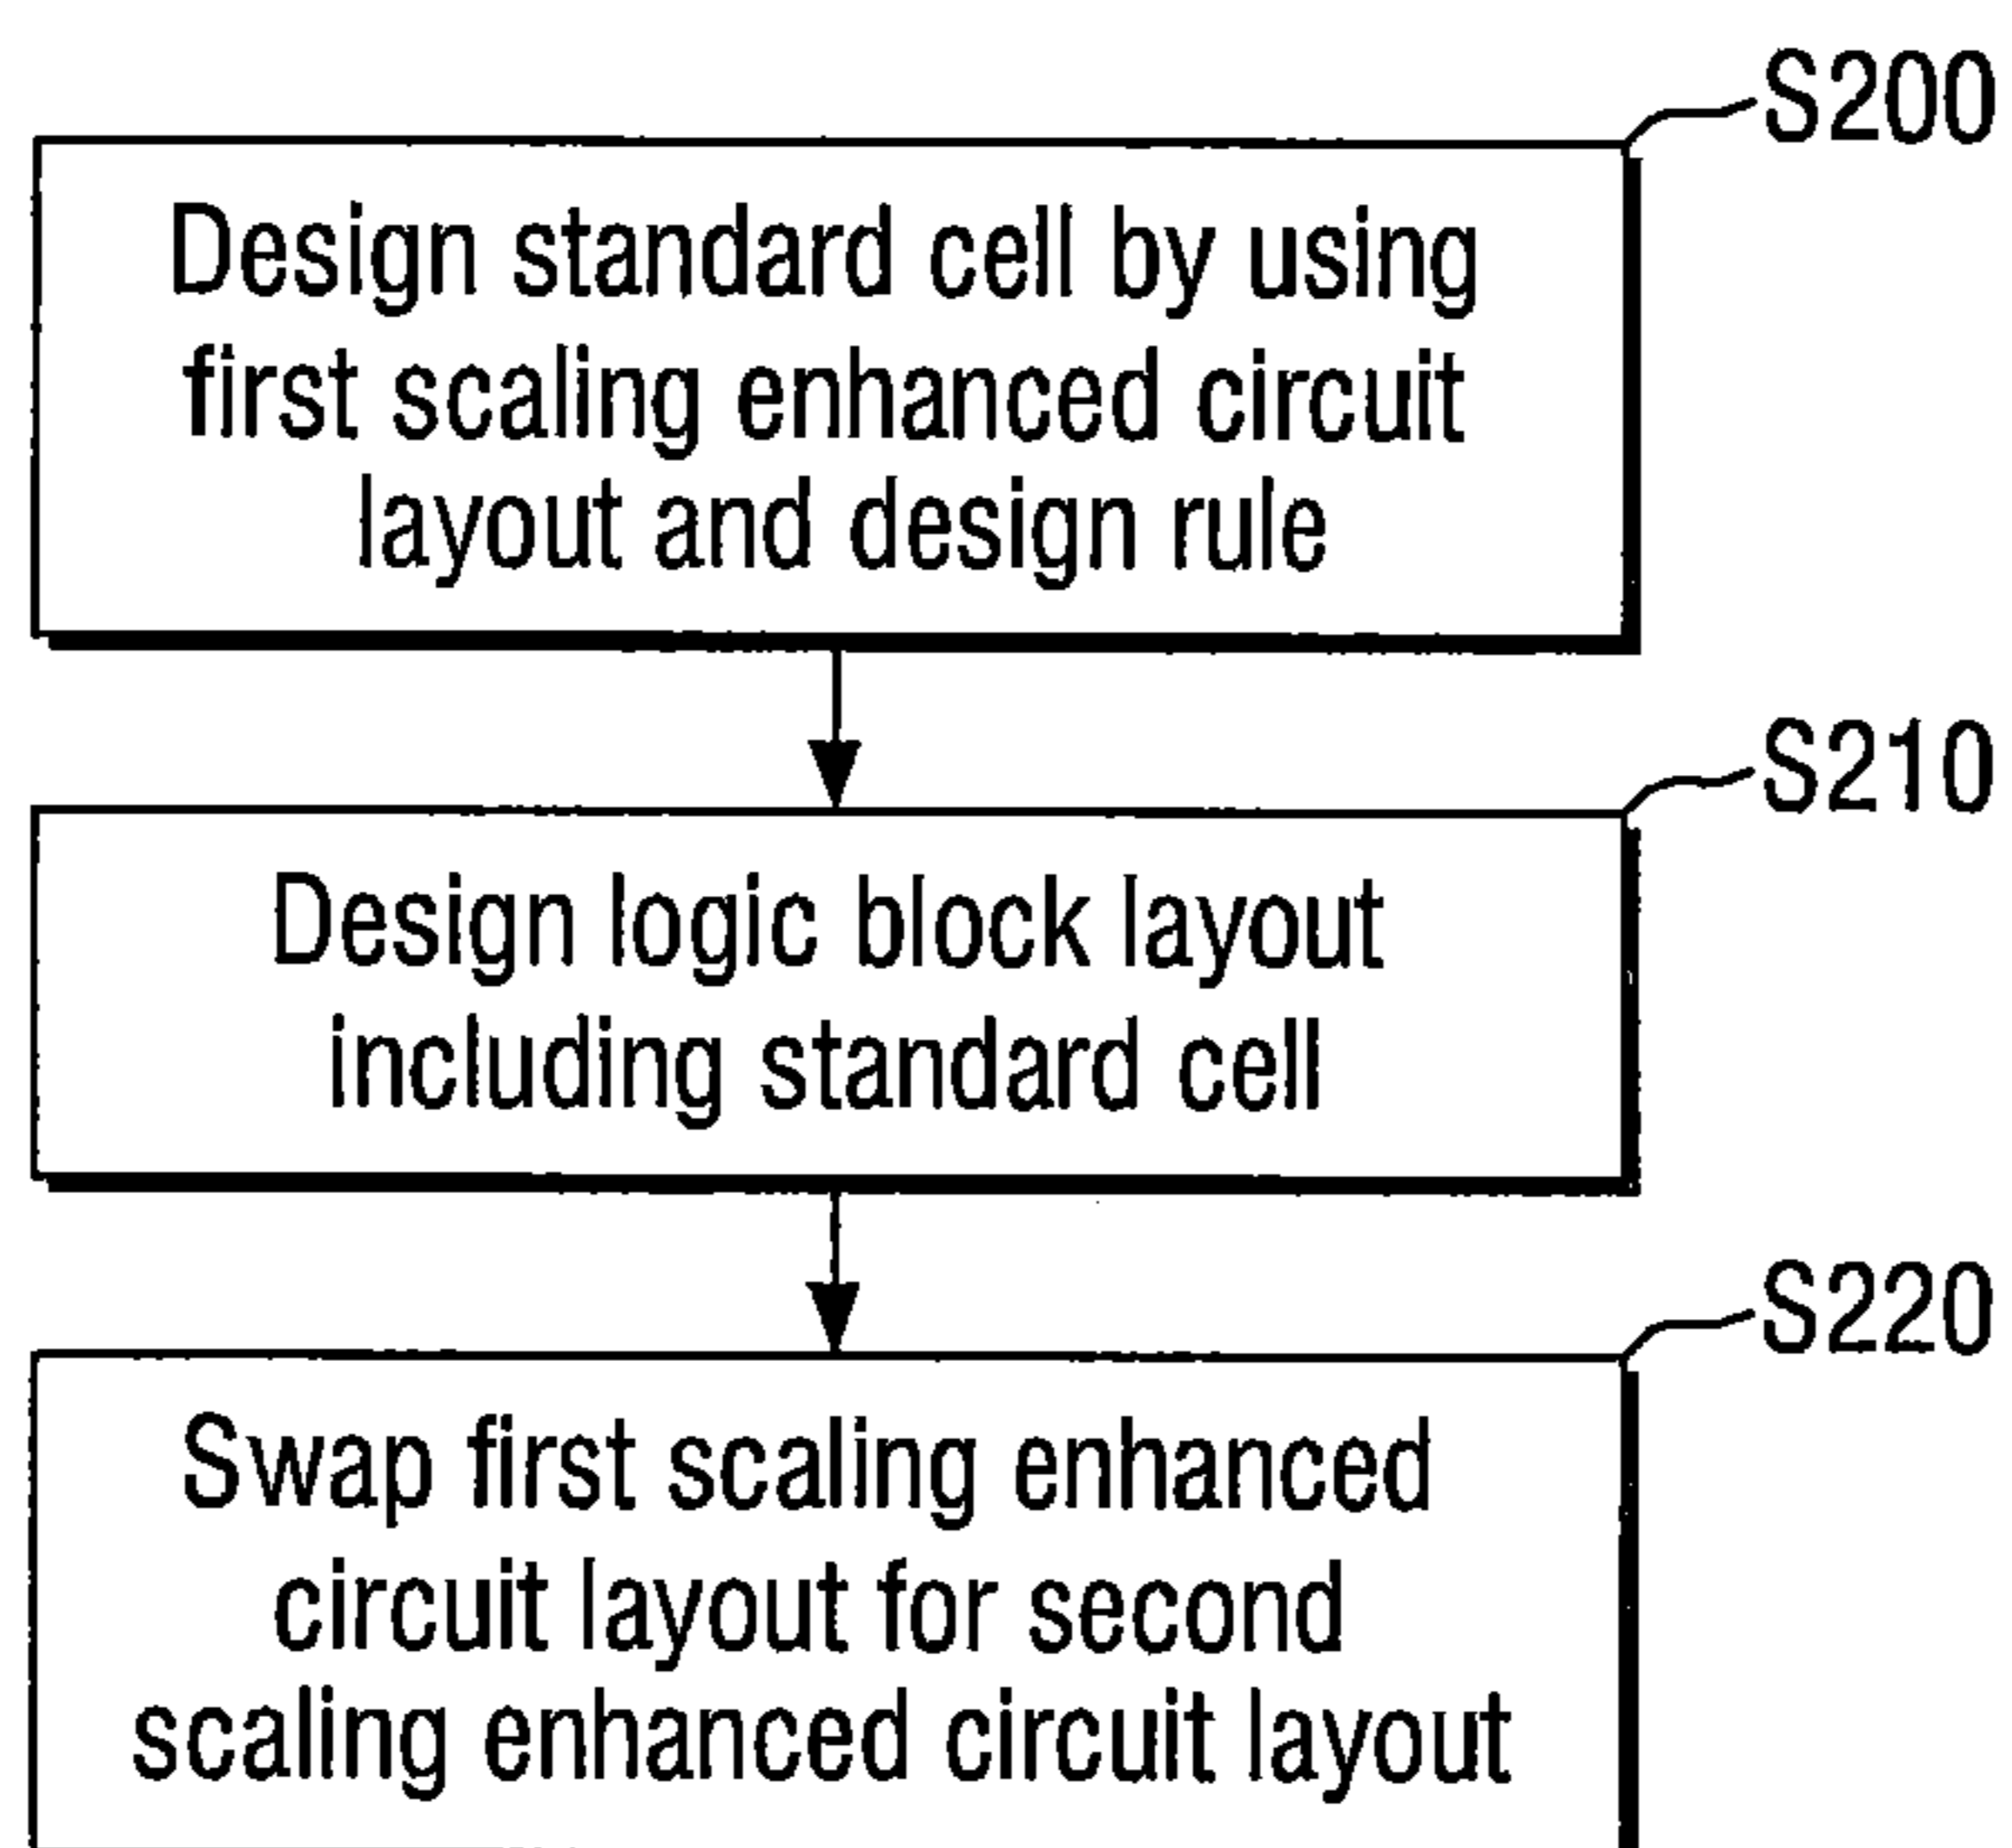 S200
Design standard cell by using
first scaling enhanced circuit
layout and design rule
S210
Design logic block layout
including standard cell
S220
Swap first scaling enhanced
circuit layout for second
scaling enhanced circuit layout